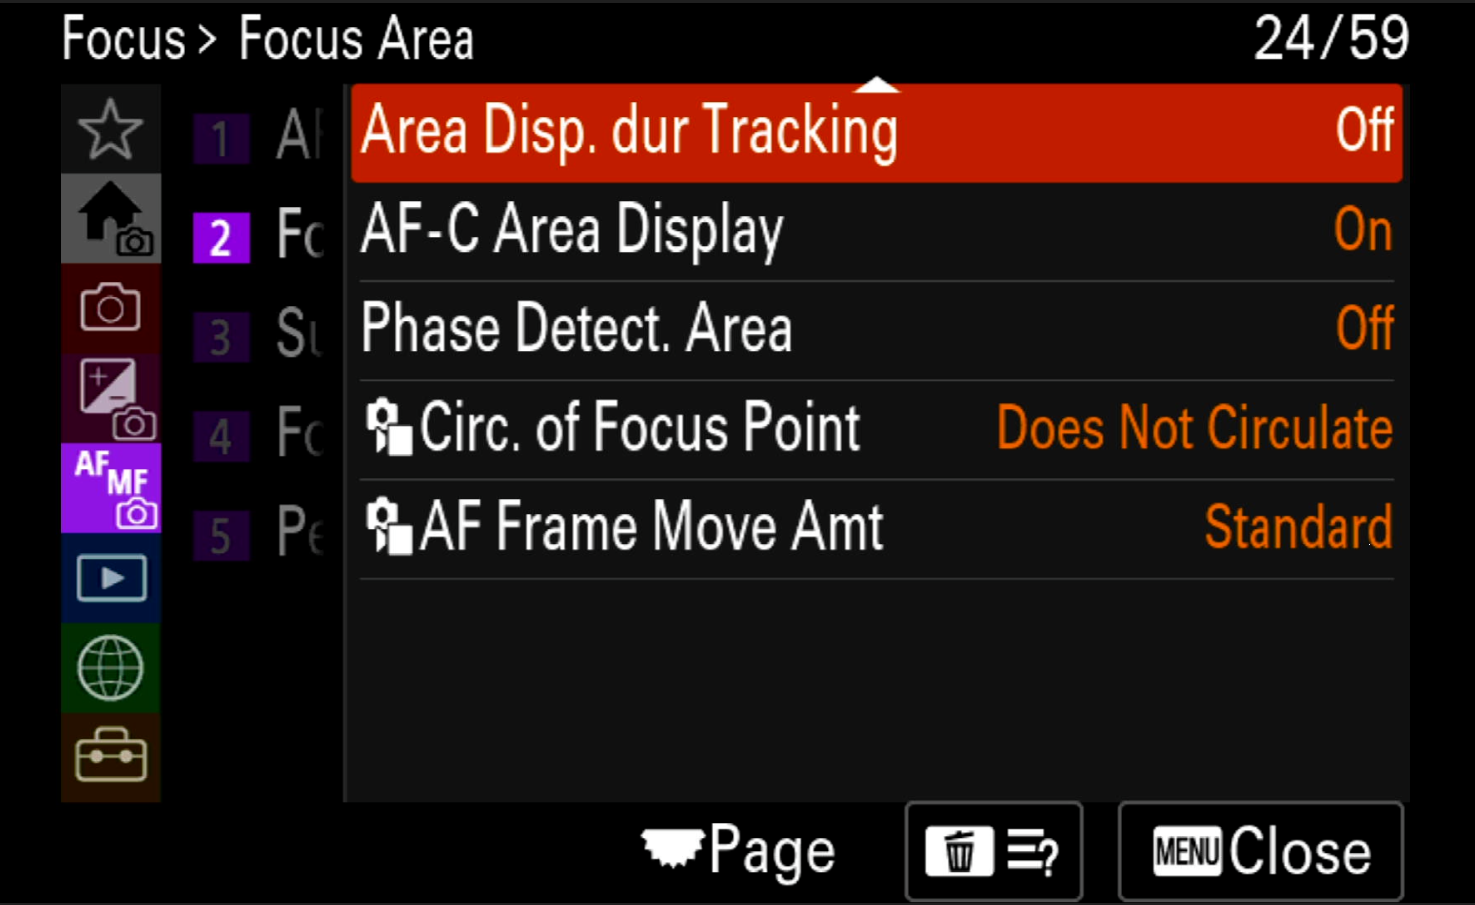 Focus > Focus Area 24/59
1 AF
2 Fo
3 Su
4 Fo
5 Pe
AF MF
Area Disp. dur Tracking Off
AF-C Area Display On
Phase Detect. Area Off
Circ. of Focus Point Does Not Circulate
AF Frame Move Amt Standard
Page ? MENU Close